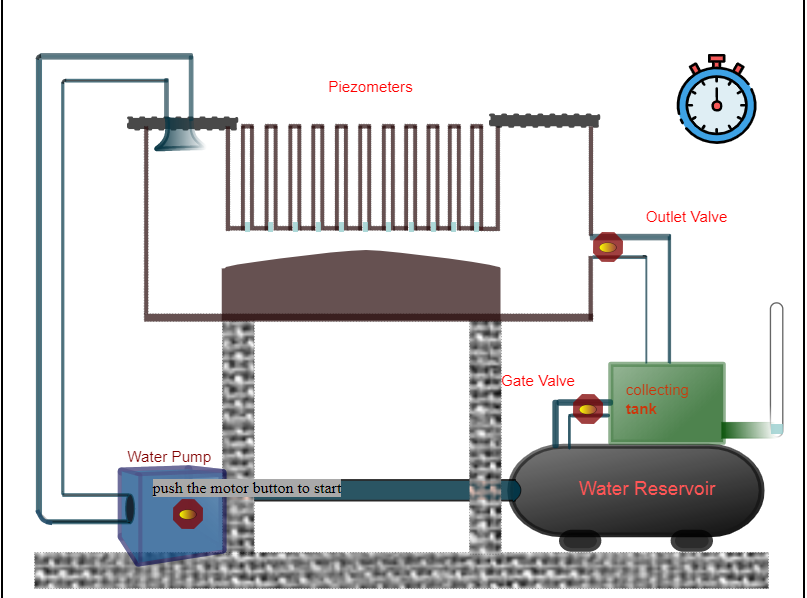 Piezometers
Outlet Valve
Gate Valve
collecting
tank
Water Pump
push the motor button to start
Water Reservoir